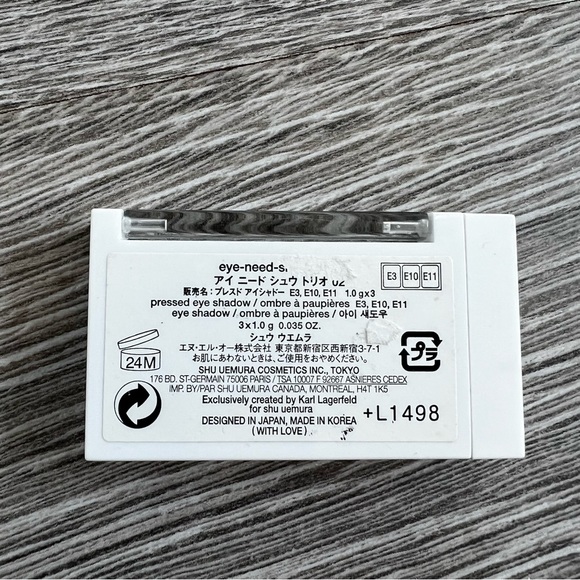 eye-need-s
アイ ニード シュウ トリオ 02
E3 E10 E11
販売名：プレスド アイシャドー E3, E10, E11 1.0g×3
pressed eye shadow / ombre à paupières E3, E10, E11
eye shadow / ombre à paupières / 아이 섀도우
3 x 1.0 g 0.035 OZ.
シュウ ウエムラ
エヌ・エル・オー株式会社 東京都新宿区西新宿3-7-1
お肌にあわないときは、ご使用をおやめください。
SHU UEMURA COSMETICS INC., TOKYO
176 BD. ST-GERMAIN 75006 PARIS / TSA 10007 F 92667 ASNIERES CEDEX
IMP. BY/PAR SHU UEMURA CANADA, MONTREAL, H4T 1K5
Exclusively created by Karl Lagerfeld
for shu uemura
DESIGNED IN JAPAN, MADE IN KOREA
(WITH LOVE)
24M
プラ
+L1498